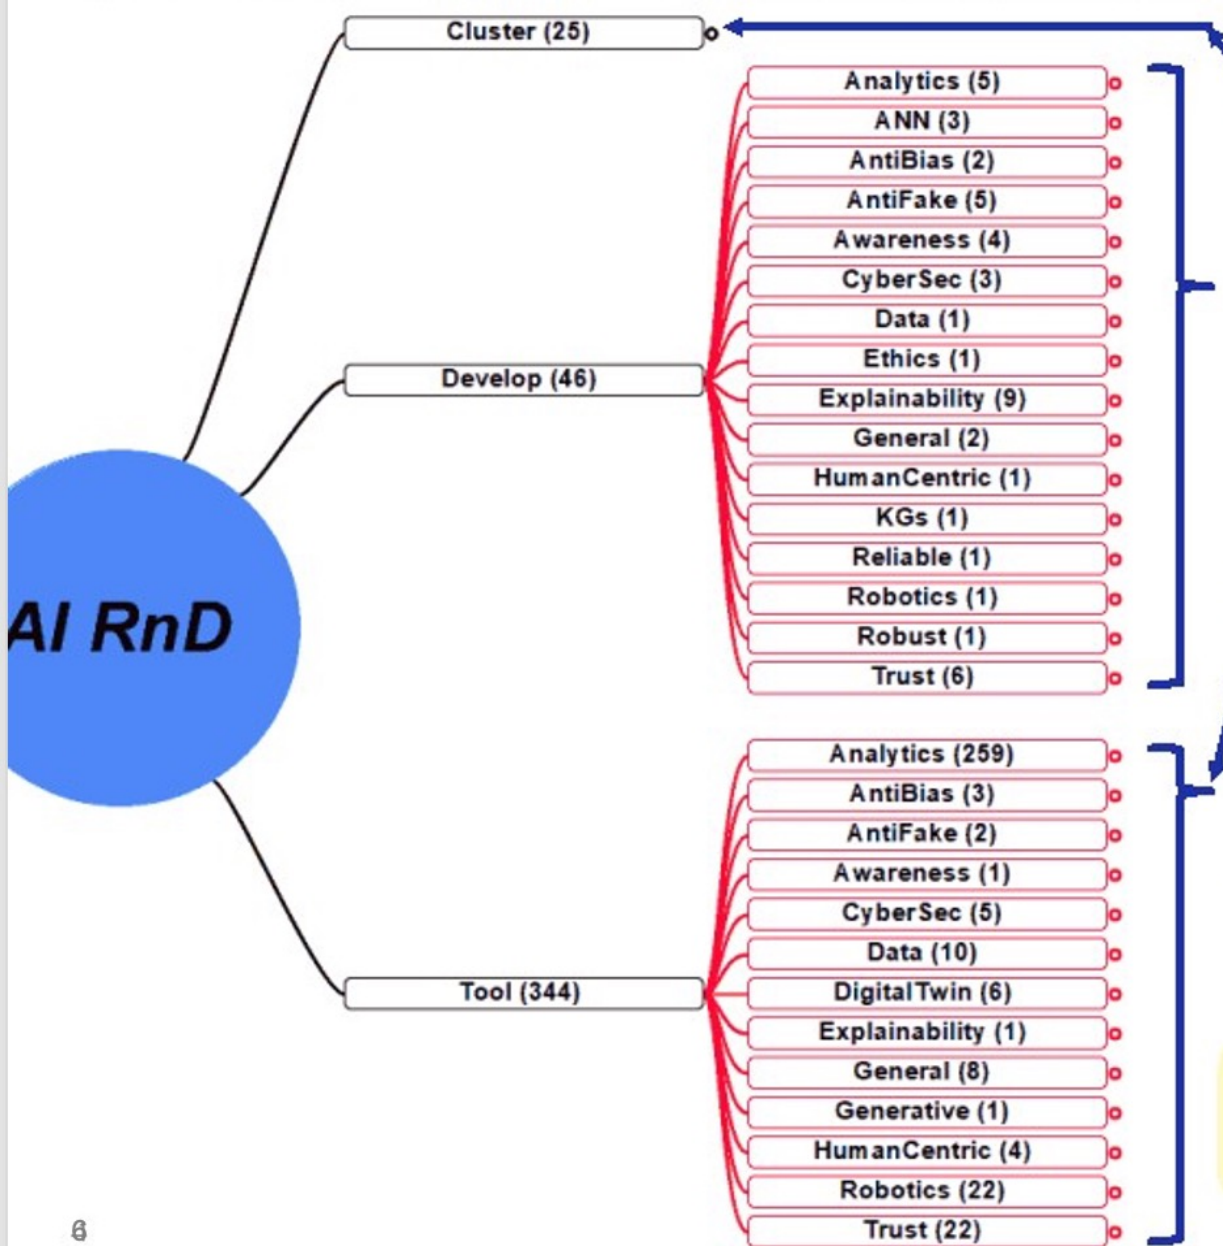 Cluster (25)
Analytics (5)
ANN (3)
AntiBias (2)
AntiFake (5)
Awareness (4)
CyberSec (3)
Data (1)
Ethics (1)
Develop (46)
Explainability (9)
General (2)
HumanCentric (1)
KGs (1)
Reliable (1)
Robotics (1)
AI RnD
Robust (1)
Trust (6)
Analytics (259)
AntiBias (3)
AntiFake (2)
Awareness (1)
CyberSec (5)
Data (10)
Tool (344)
DigitalTwin (6)
Explainability (1)
General (8)
Generative (1)
HumanCentric (4)
Robotics (22)
Trust (22)